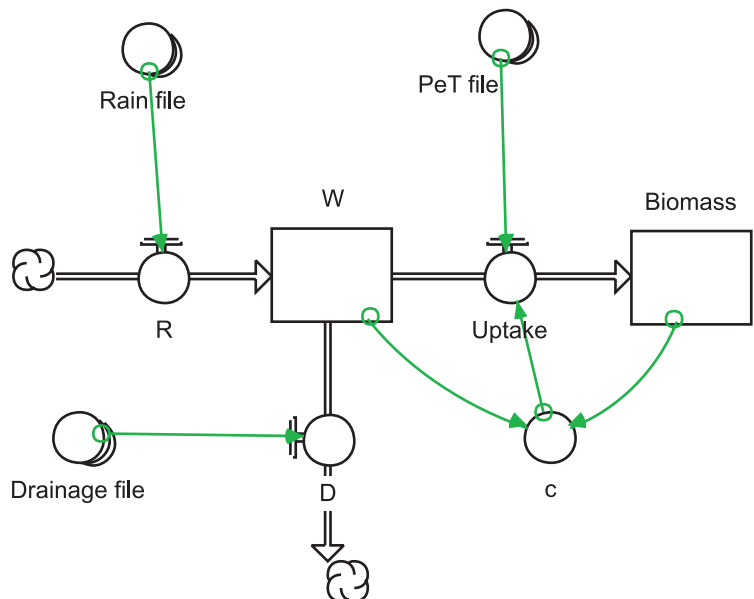 Rain file
PeT file
W
Biomass
R
Uptake
Drainage file
D
c